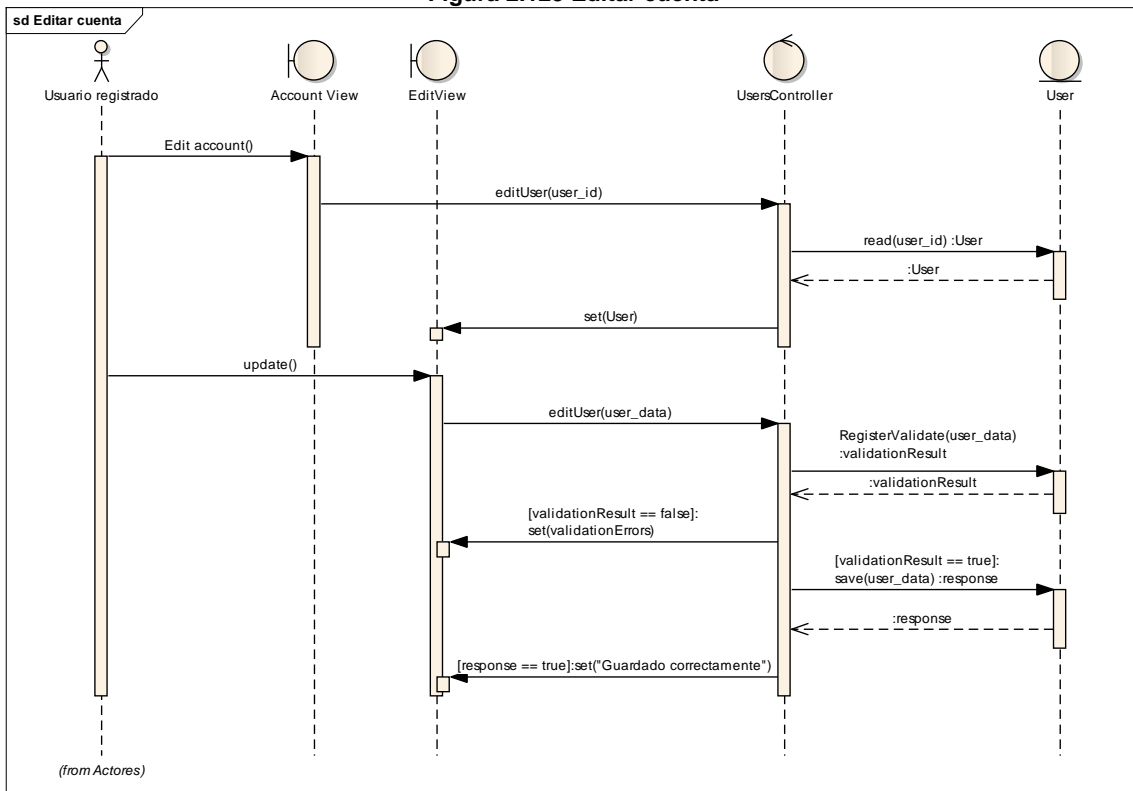 sd Editar cuenta
Usuario registrado
Account View
EditView
UsersController
User
Edit account()
editUser(user_id)
read(user_id) :User
:User
set(User)
update()
editUser(user_data)
RegisterValidate(user_data)
:validationResult
:validationResult
[validationResult == false]:
set(validationErrors)
[validationResult == true]:
save(user_data) :response
:response
[response == true]:set("Guardado correctamente")
(from Actores)